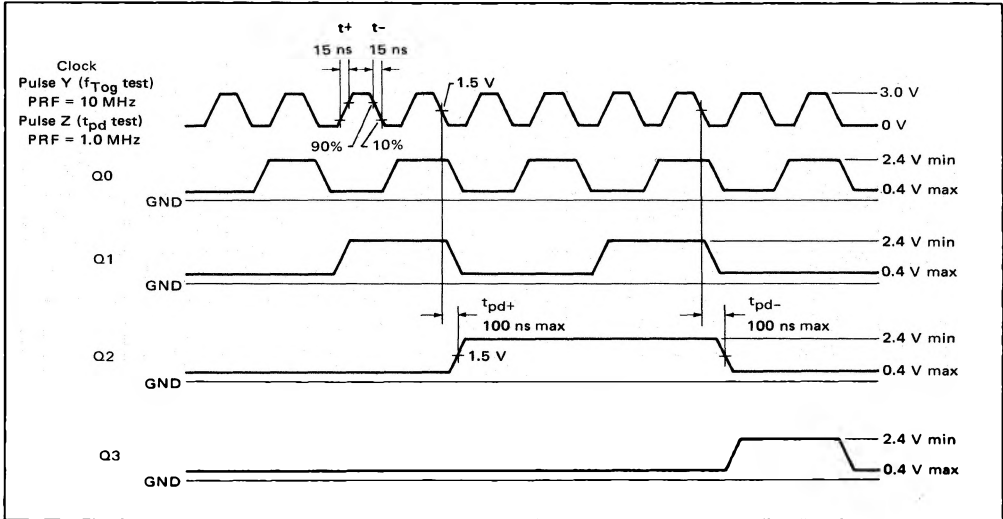 t+ t−
15 ns 15 ns
Clock
Pulse Y (fTog test)
PRF = 10 MHz
Pulse Z (tpd test)
PRF = 1.0 MHz
1.5 V
3.0 V
0 V
90% 10%
Q0
2.4 V min
0.4 V max
GND
Q1
2.4 V min
0.4 V max
GND
tpd+
100 ns max
tpd−
100 ns max
Q2
1.5 V
2.4 V min
0.4 V max
GND
Q3
2.4 V min
0.4 V max
GND